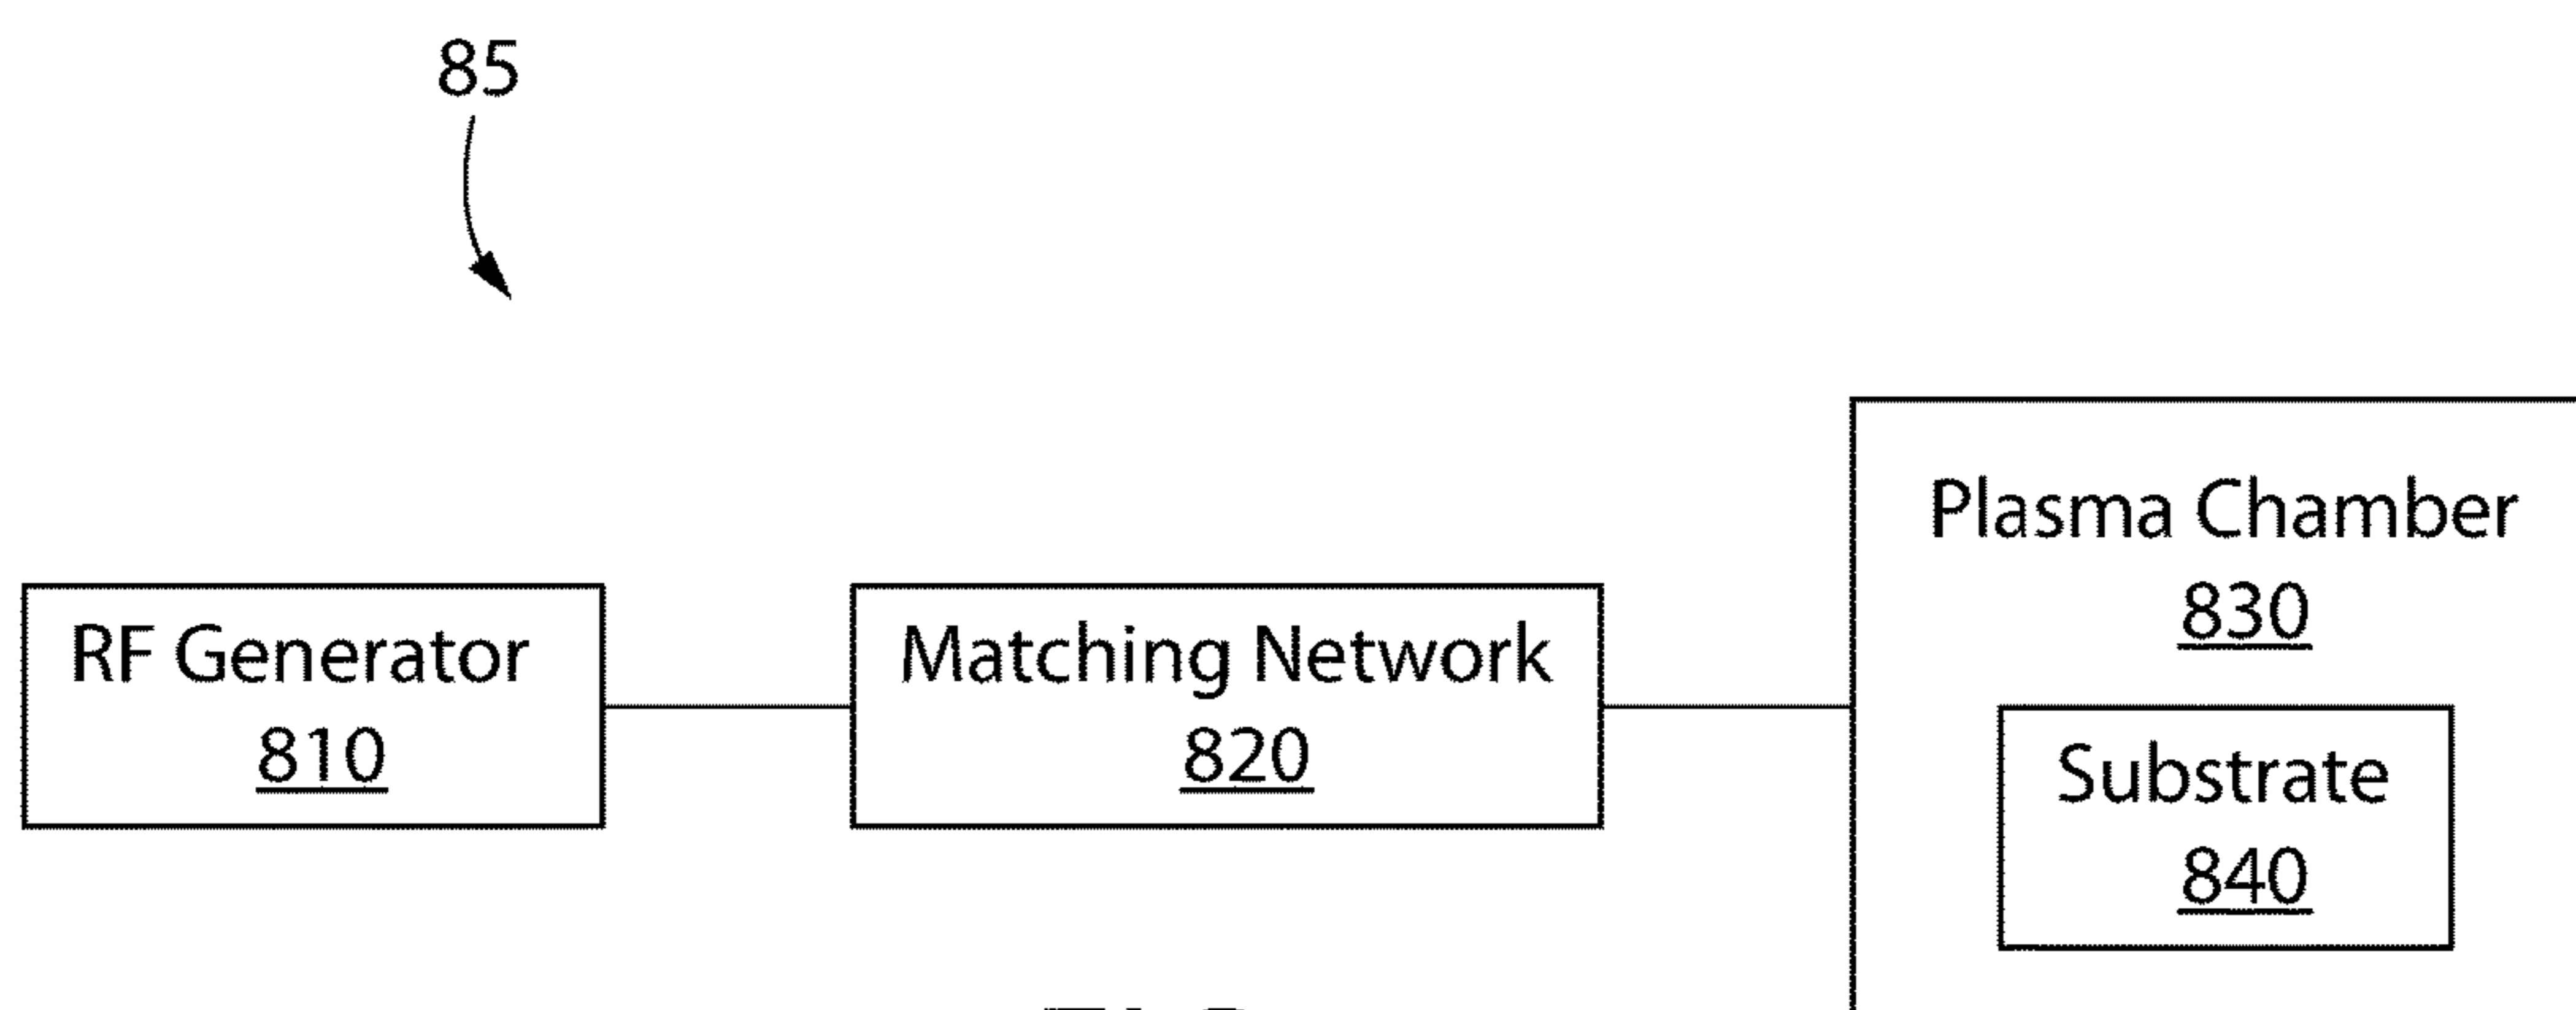 85
Plasma Chamber
830
RF Generator
810
Matching Network
820
Substrate
840